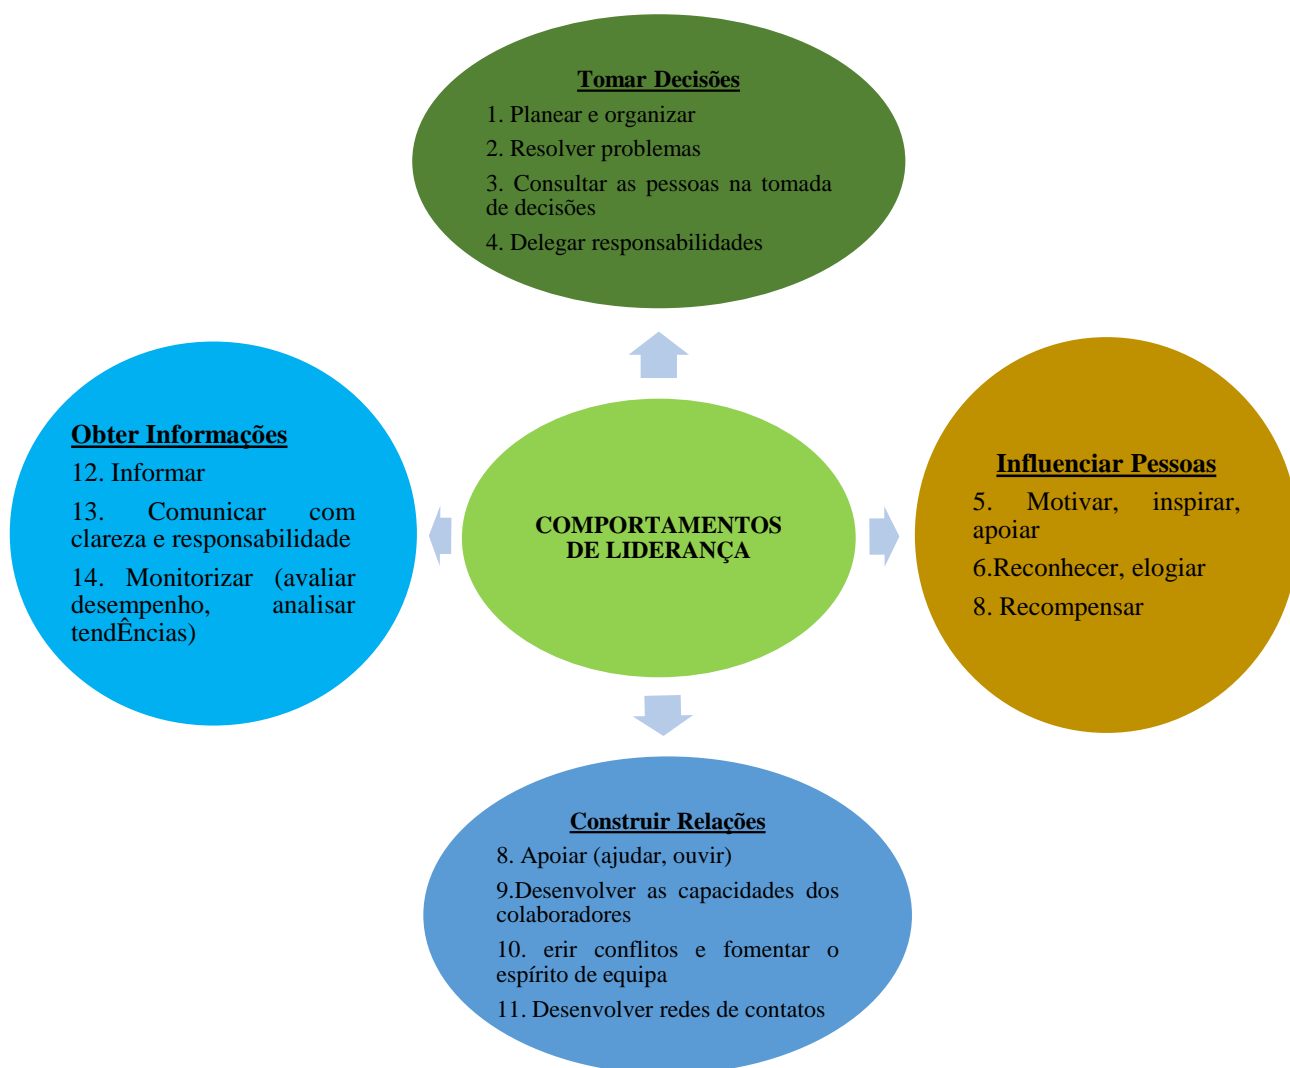 Tomar Decisões
1. Planear e organizar
2. Resolver problemas
3. Consultar as pessoas na tomada
de decisões
4. Delegar responsabilidades
Obter Informações
12. Informar
13. Comunicar com
clareza e responsabilidade
14. Monitorizar (avaliar
desempenho, analisar
tendÊncias)
COMPORTAMENTOS
DE LIDERANÇA
Influenciar Pessoas
5. Motivar, inspirar,
apoiar
6.Reconhecer, elogiar
8. Recompensar
Construir Relações
8. Apoiar (ajudar, ouvir)
9.Desenvolver as capacidades dos
colaboradores
10. erir conflitos e fomentar o
espírito de equipa
11. Desenvolver redes de contatos